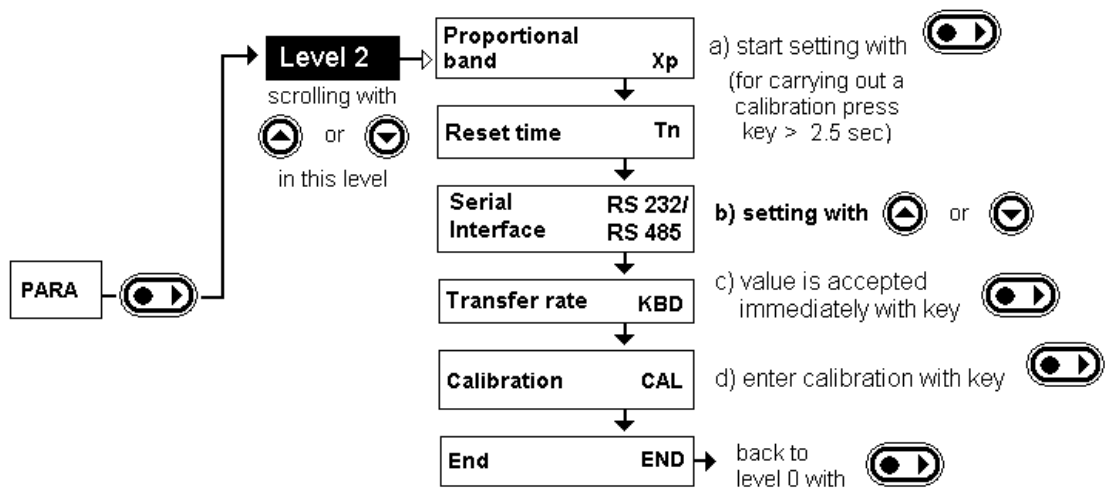 Level 2
scrolling with
or
in this level
PARA
Proportional
band Xp
Reset time Tn
Serial RS 232/
Interface RS 485
Transfer rate KBD
Calibration CAL
End END
a) start setting with
(for carrying out a
calibration press
key > 2.5 sec)
b) setting with or
c) value is accepted
immediately with key
d) enter calibration with key
back to
level 0 with